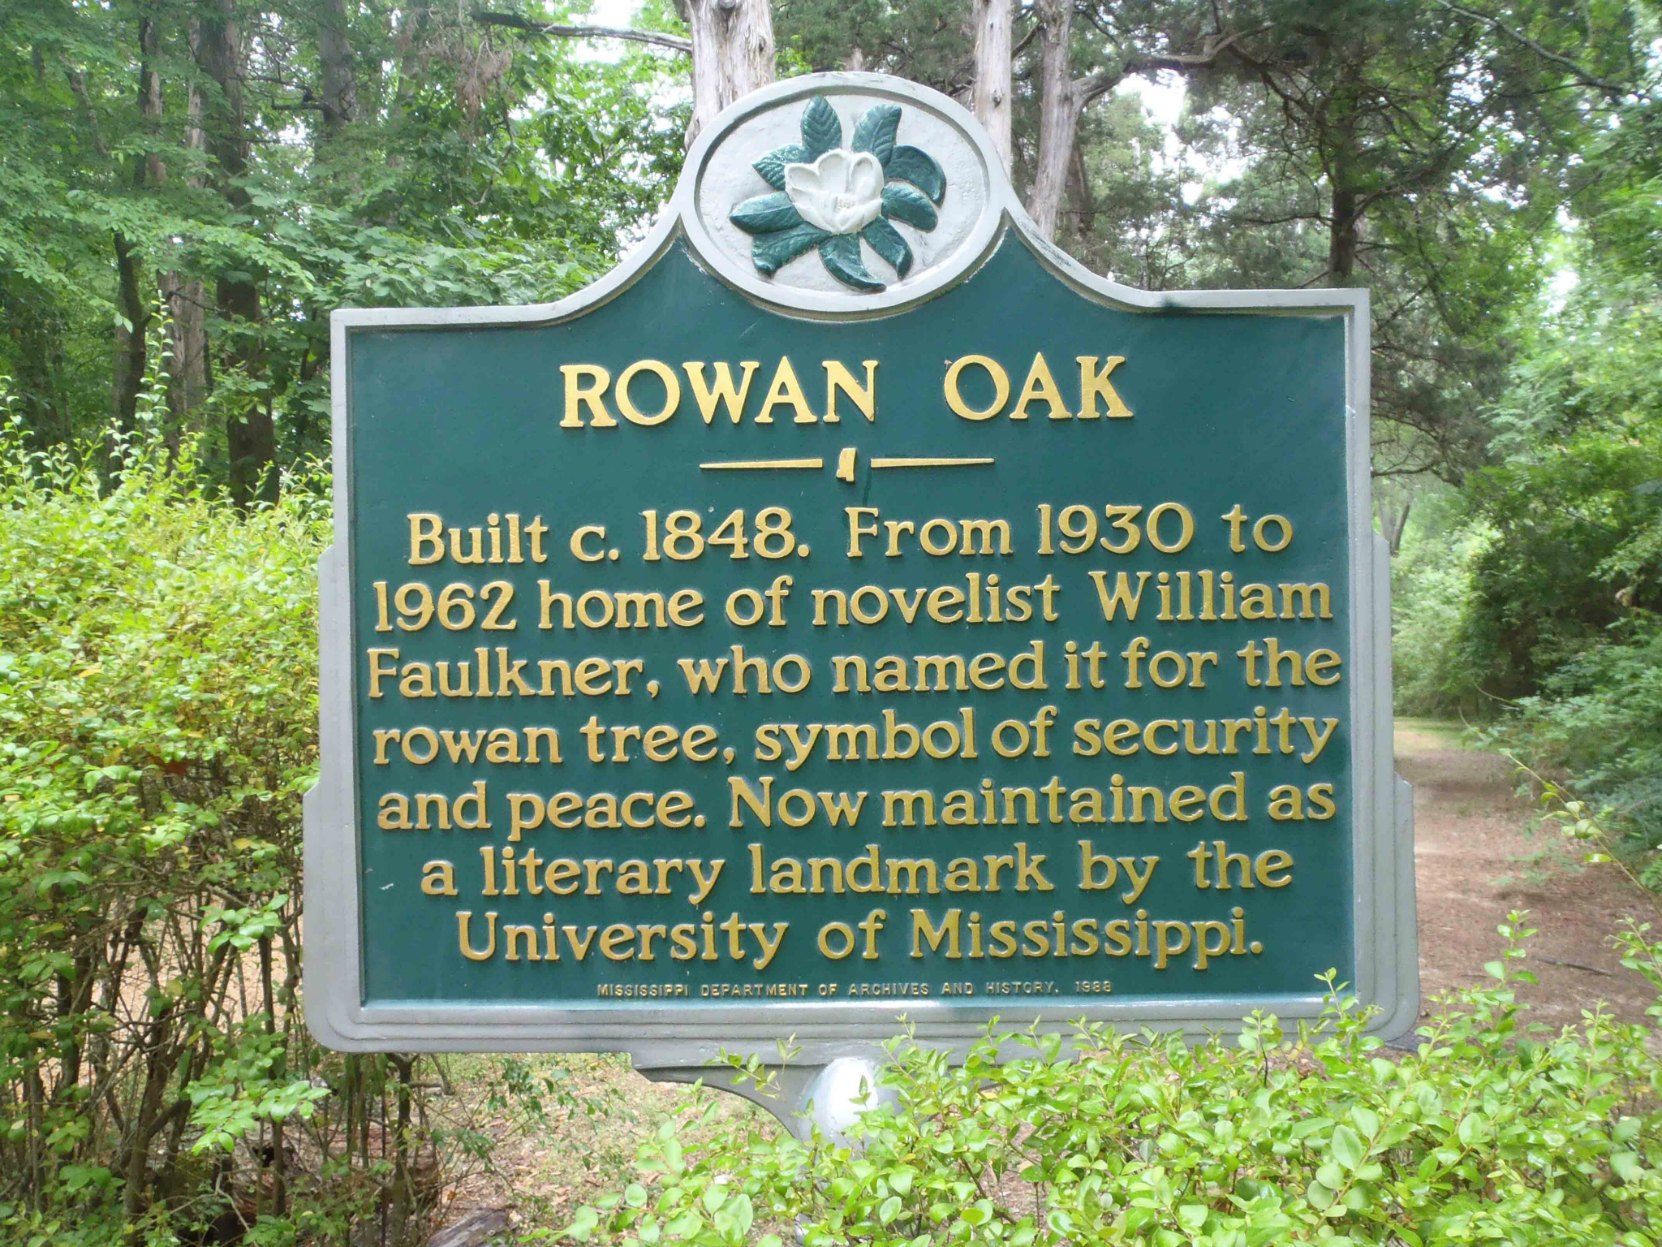 ROWAN OAK
Built c. 1848. From 1930 to
1962 home of novelist William
Faulkner, who named it for the
rowan tree, symbol of security
and peace. Now maintained as
a literary landmark by the
University of Mississippi.
MISSISSIPPI DEPARTMENT OF ARCHIVES AND HISTORY, 1988